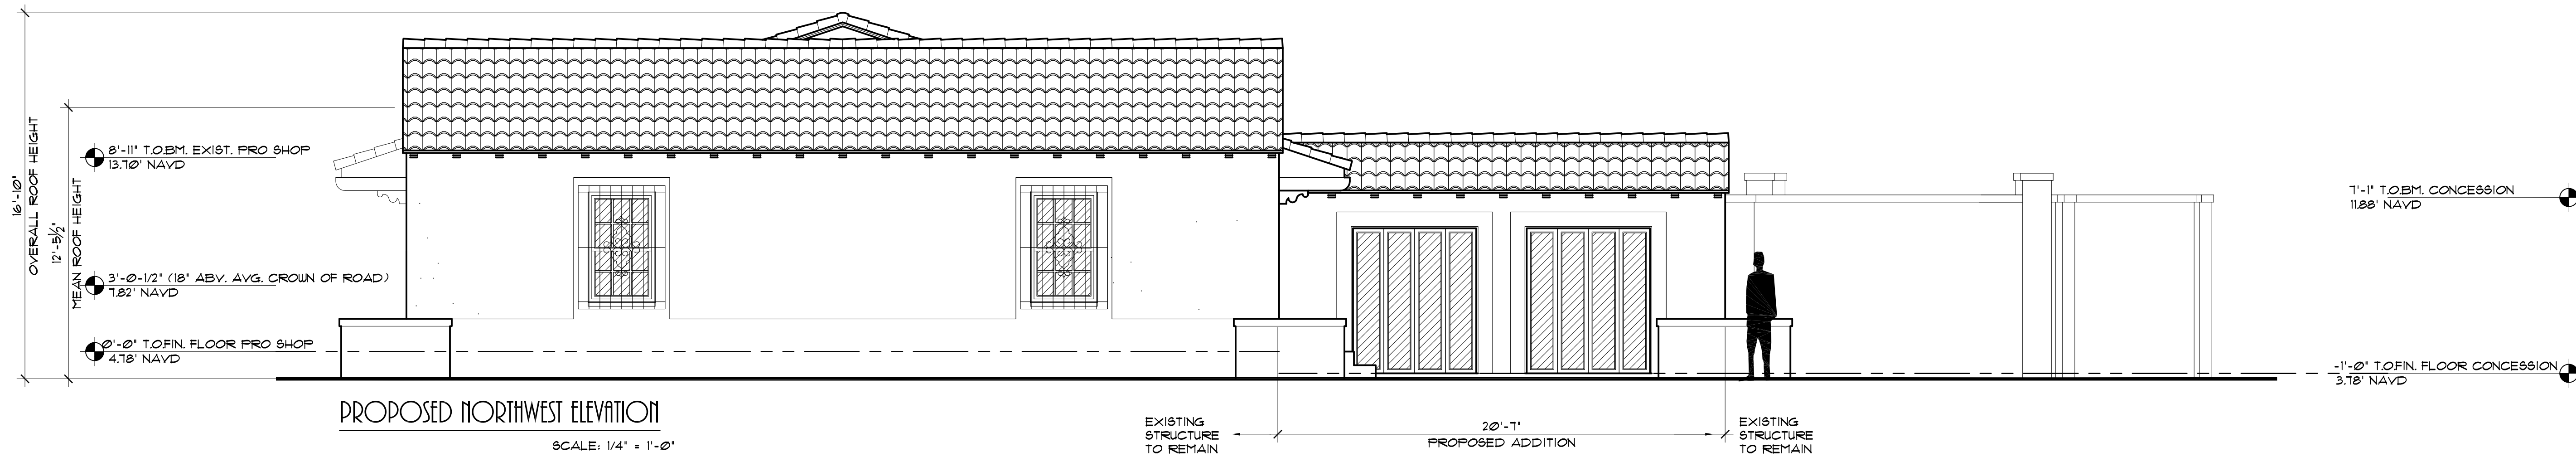 16'-10"
OVERALL ROOF HEIGHT
12'-5½"
MEAN ROOF HEIGHT
8'-11" T.O.BM. EXIST. PRO SHOP
13.70' NAVD
3'-0-1/2" (18" ABV. AVG. CROWN OF ROAD)
7.82' NAVD
0'-0" T.O.FIN. FLOOR PRO SHOP
4.78' NAVD
7'-1" T.O.BM. CONCESSION
11.88' NAVD
-1'-0" T.O.FIN. FLOOR CONCESSION
3.78' NAVD
PROPOSED NORTHWEST ELEVATION
SCALE: 1/4" = 1'-0"
EXISTING
STRUCTURE
TO REMAIN
20'-7"
PROPOSED ADDITION
EXISTING
STRUCTURE
TO REMAIN